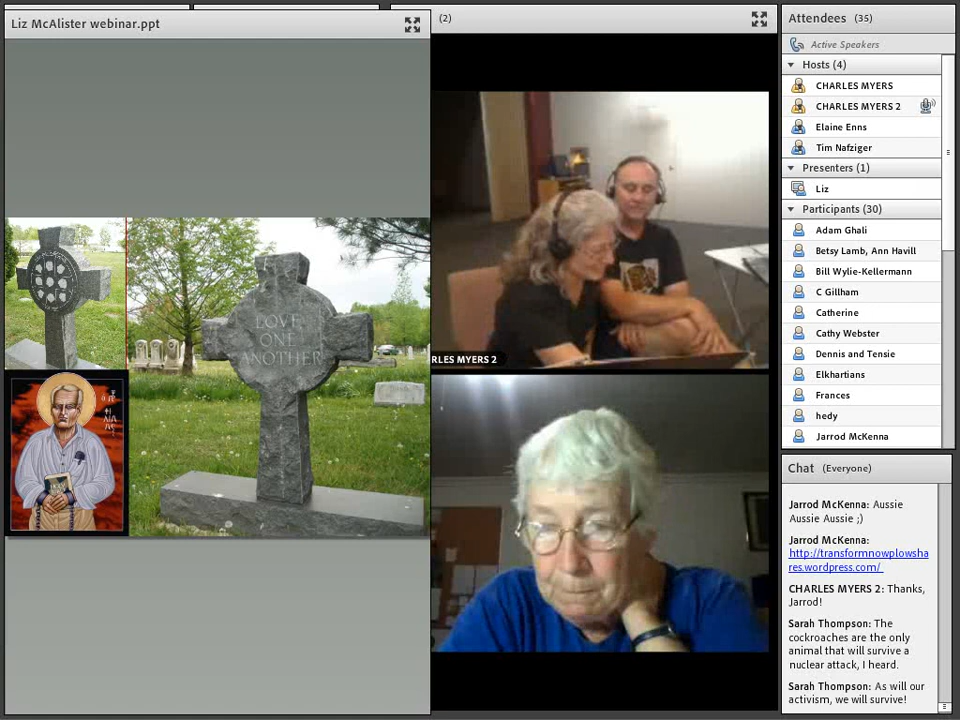 Liz McAlister webinar.ppt
LOVE
ONE
ANOTHER
(2)
RLES MYERS 2
Attendees (35)
Active Speakers
Hosts (4)
CHARLES MYERS
CHARLES MYERS 2
Elaine Enns
Tim Nafziger
Presenters (1)
Liz
Participants (30)
Adam Ghali
Betsy Lamb, Ann Havill
Bill Wylie-Kellermann
C Gillham
Catherine
Cathy Webster
Dennis and Tensie
Elkhartians
Frances
hedy
Jarrod McKenna
Chat (Everyone)
Jarrod McKenna: Aussie
Aussie Aussie ;)
Jarrod McKenna:
http://transformnowplowsha
res.wordpress.com/
CHARLES MYERS 2: Thanks,
Jarrod!
Sarah Thompson: The
cockroaches are the only
animal that will survive a
nuclear attack, I heard.
Sarah Thompson: As will our
activism, we will survive!